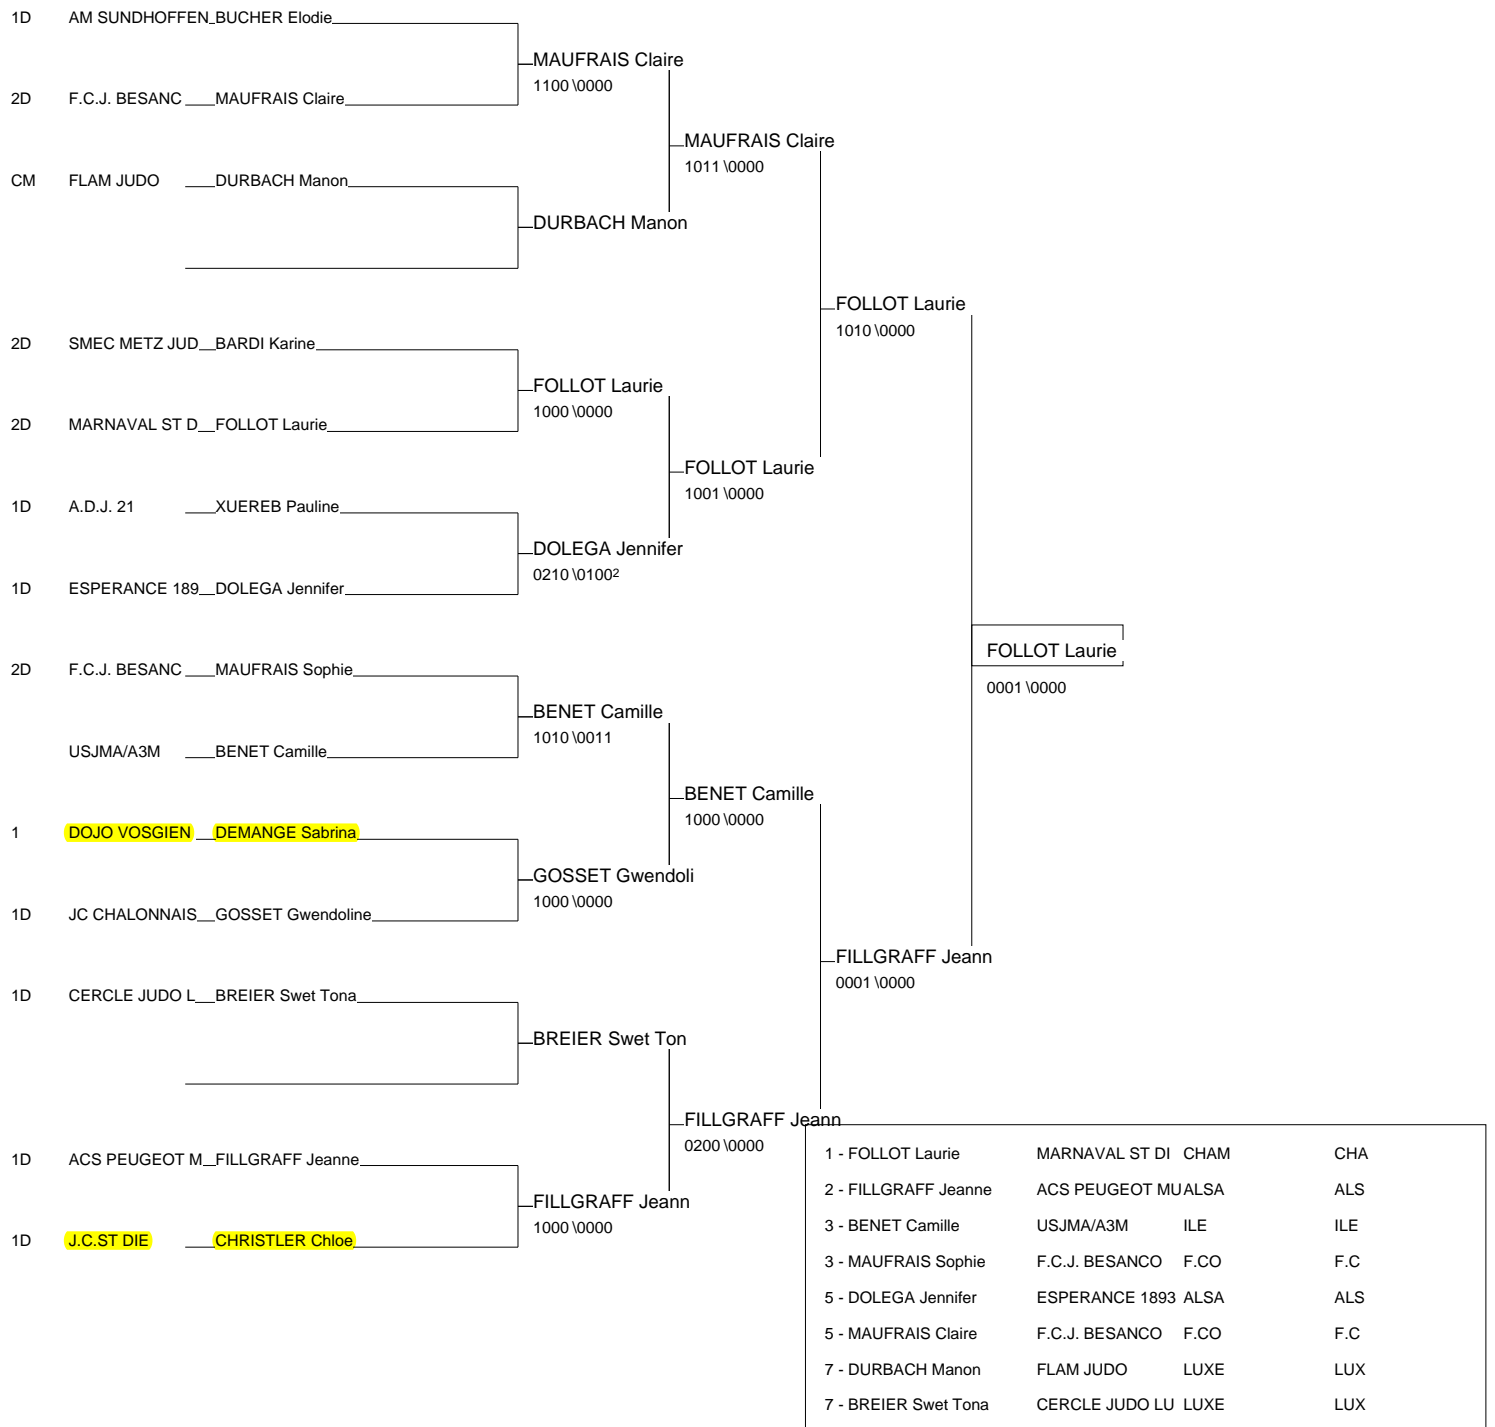 1D AM SUNDHOFFEN BUCHER Elodie
MAUFRAIS Claire
1100 \0000
2D F.C.J. BESANC MAUFRAIS Claire
MAUFRAIS Claire
1011 \0000
CM FLAM JUDO DURBACH Manon
DURBACH Manon
FOLLOT Laurie
1010 \0000
2D SMEC METZ JUD BARDI Karine
FOLLOT Laurie
1000 \0000
2D MARNAVAL ST D FOLLOT Laurie
FOLLOT Laurie
1001 \0000
1D A.D.J. 21 XUEREB Pauline
DOLEGA Jennifer
0210 \0100²
1D ESPERANCE 189 DOLEGA Jennifer
FOLLOT Laurie
0001 \0000
2D F.C.J. BESANC MAUFRAIS Sophie
BENET Camille
1010 \0011
USJMA/A3M BENET Camille
BENET Camille
1000 \0000
1 DOJO VOSGIEN DEMANGE Sabrina
GOSSET Gwendoli
1000 \0000
1D JC CHALONNAIS GOSSET Gwendoline
FILLGRAFF Jeann
0001 \0000
1D CERCLE JUDO L BREIER Swet Tona
BREIER Swet Ton
FILLGRAFF Jeann
0200 \0000
1D ACS PEUGEOT M FILLGRAFF Jeanne
FILLGRAFF Jeann
1000 \0000
1D J.C.ST DIE CHRISTLER Chloe
1 - FOLLOT Laurie MARNAVAL ST DI CHAM CHA
2 - FILLGRAFF Jeanne ACS PEUGEOT MU ALSA ALS
3 - BENET Camille USJMA/A3M ILE ILE
3 - MAUFRAIS Sophie F.C.J. BESANCO F.CO F.C
5 - DOLEGA Jennifer ESPERANCE 1893 ALSA ALS
5 - MAUFRAIS Claire F.C.J. BESANCO F.CO F.C
7 - DURBACH Manon FLAM JUDO LUXE LUX
7 - BREIER Swet Tona CERCLE JUDO LU LUXE LUX